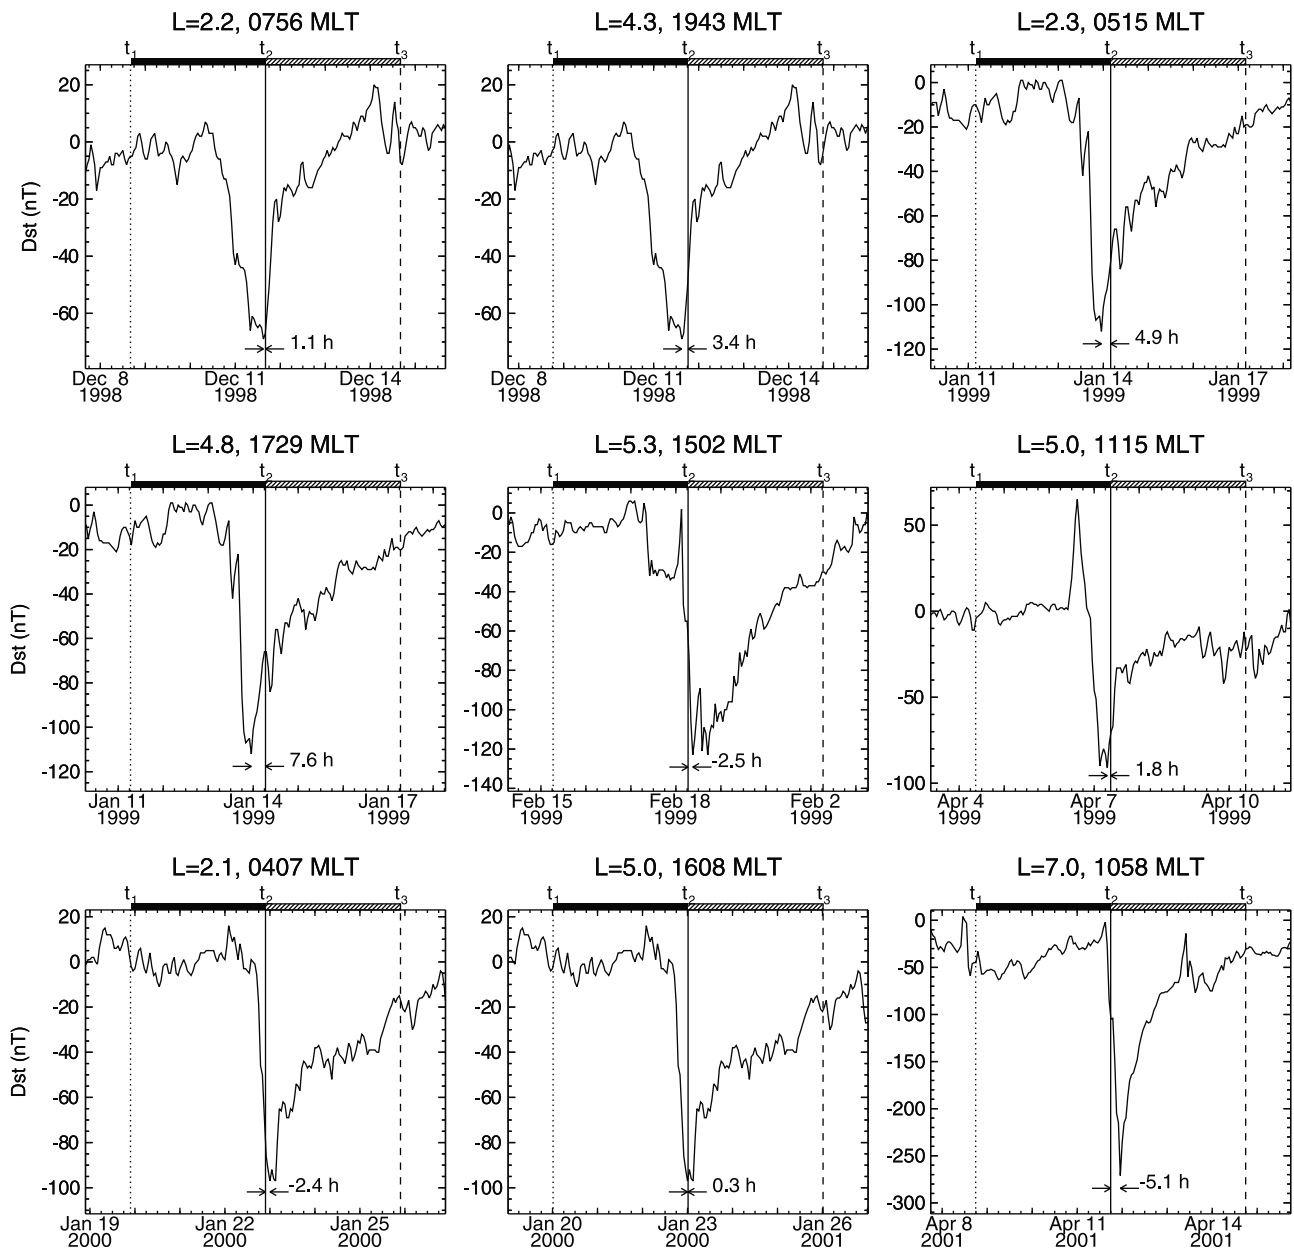 L=2.2, 0756 MLT
t1 t2 t3
20
0
-20
-40
-60
Dst (nT)
1.1 h
Dec 8 Dec 11 Dec 14
1998 1998 1998
L=4.3, 1943 MLT
t1 t2 t3
20
0
-20
-40
-60
3.4 h
Dec 8 Dec 11 Dec 14
1998 1998 1998
L=2.3, 0515 MLT
t1 t2 t3
0
-20
-40
-60
-80
-100
-120
4.9 h
Jan 11 Jan 14 Jan 17
1999 1999 1999
L=4.8, 1729 MLT
t1 t2 t3
0
-20
-40
-60
-80
-100
-120
Dst (nT)
7.6 h
Jan 11 Jan 14 Jan 17
1999 1999 1999
L=5.3, 1502 MLT
t1 t2 t3
0
-20
-40
-60
-80
-100
-120
-140
-2.5 h
Feb 15 Feb 18 Feb 2
1999 1999 1999
L=5.0, 1115 MLT
t1 t2 t3
50
0
-50
-100
1.8 h
Apr 4 Apr 7 Apr 10
1999 1999 1999
L=2.1, 0407 MLT
t1 t2 t3
20
0
-20
-40
-60
-80
-100
Dst (nT)
-2.4 h
Jan 19 Jan 22 Jan 25
2000 2000 2000
L=5.0, 1608 MLT
t1 t2 t3
20
0
-20
-40
-60
-80
-100
0.3 h
Jan 20 Jan 23 Jan 26
2000 2000 2001
L=7.0, 1058 MLT
t1 t2 t3
0
-50
-100
-150
-200
-250
-300
-5.1 h
Apr 8 Apr 11 Apr 14
2001 2001 2001